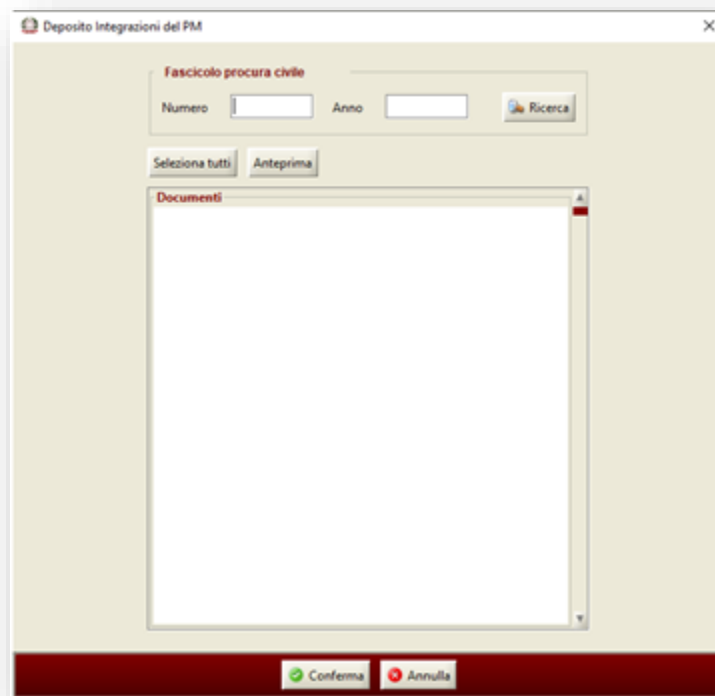 Deposito Integrazioni del PM
Fascicolo procura civile
Numero Anno Ricerca
Seleziona tutti Anteprima
Documenti
Conferma Annulla